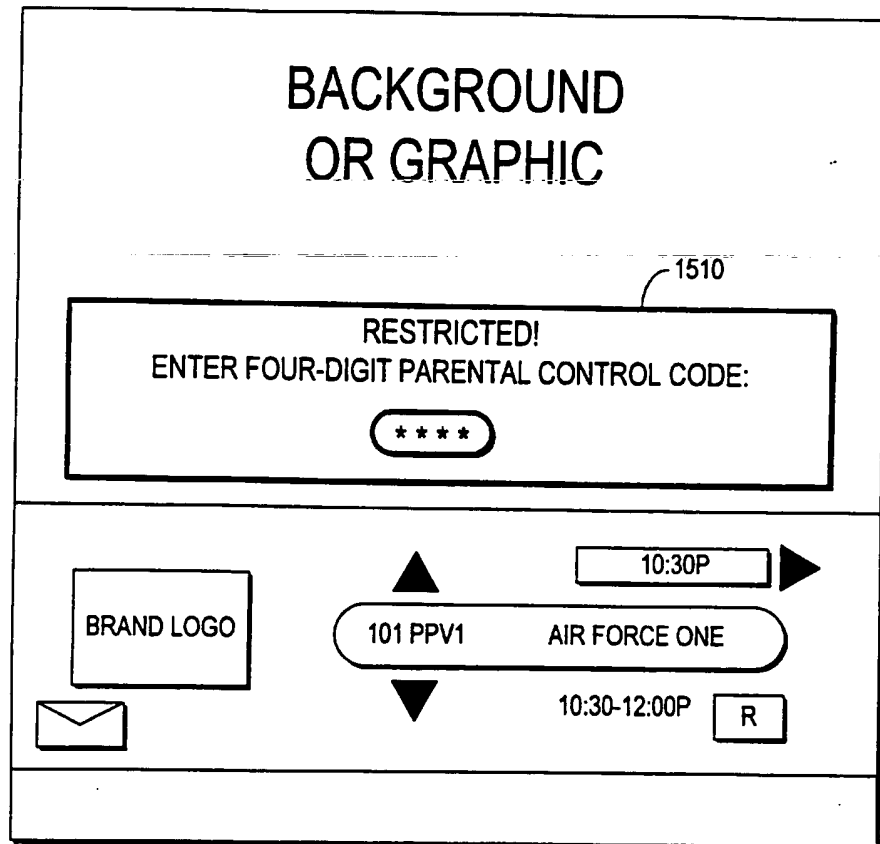 BACKGROUND
OR GRAPHIC
1510
RESTRICTED!
ENTER FOUR-DIGIT PARENTAL CONTROL CODE:
****
10:30P
BRAND LOGO
101 PPV1 AIR FORCE ONE
10:30-12:00P R